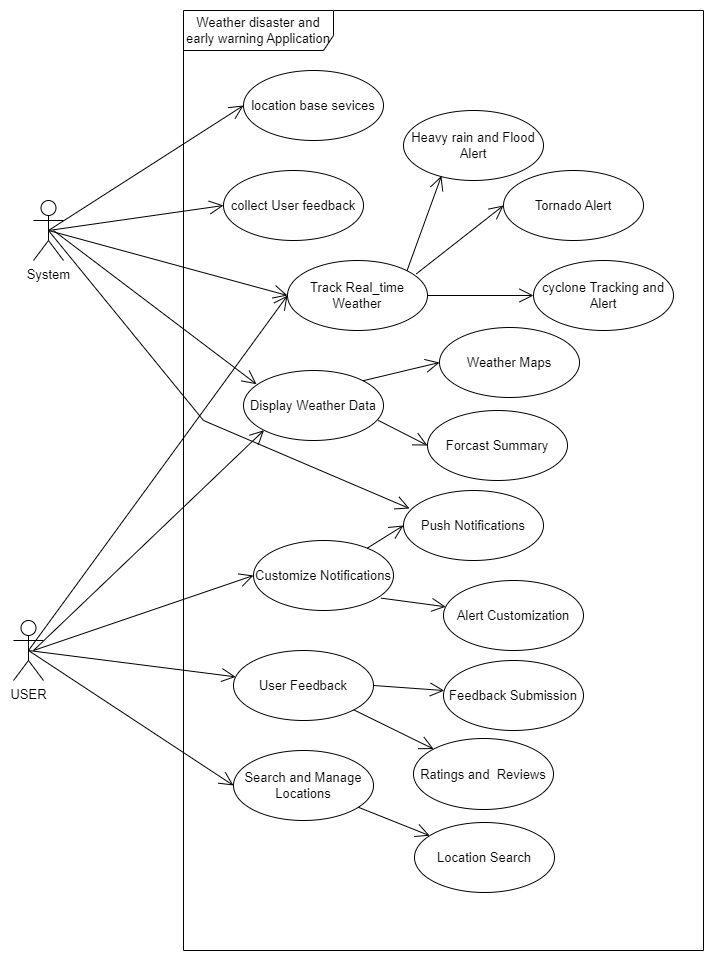 Weather disaster and
early warning Application
location base sevices
Heavy rain and Flood
Alert
collect User feedback
Tornado Alert
System
Track Real_time
Weather
cyclone Tracking and
Alert
Weather Maps
Display Weather Data
Forcast Summary
Push Notifications
Customize Notifications
Alert Customization
USER
User Feedback
Feedback Submission
Search and Manage
Locations
Ratings and  Reviews
Location Search